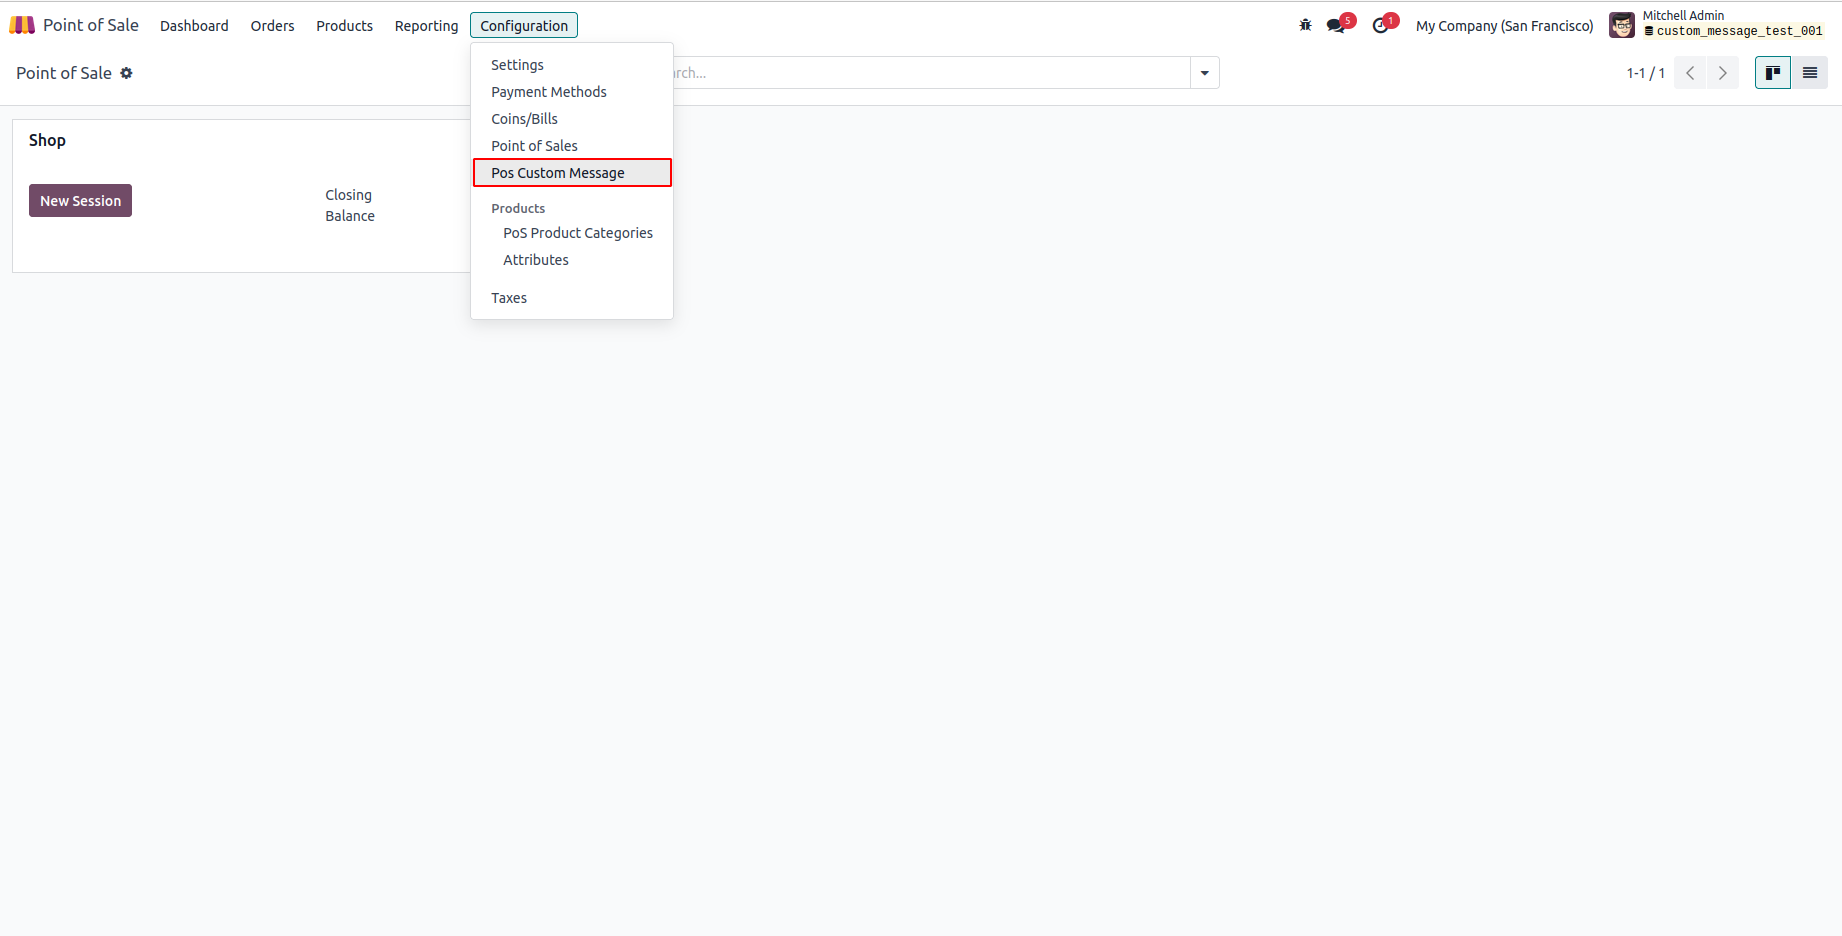 Point of Sale Dashboard Orders Products Reporting Configuration 5 1 My Company (San Francisco) Mitchell Admin
custom_message_test_001
Point of Sale rch... 1-1 / 1
Settings
Payment Methods
Coins/Bills
Point of Sales
Pos Custom Message
Products
PoS Product Categories
Attributes
Taxes
Shop
New Session
Closing
Balance